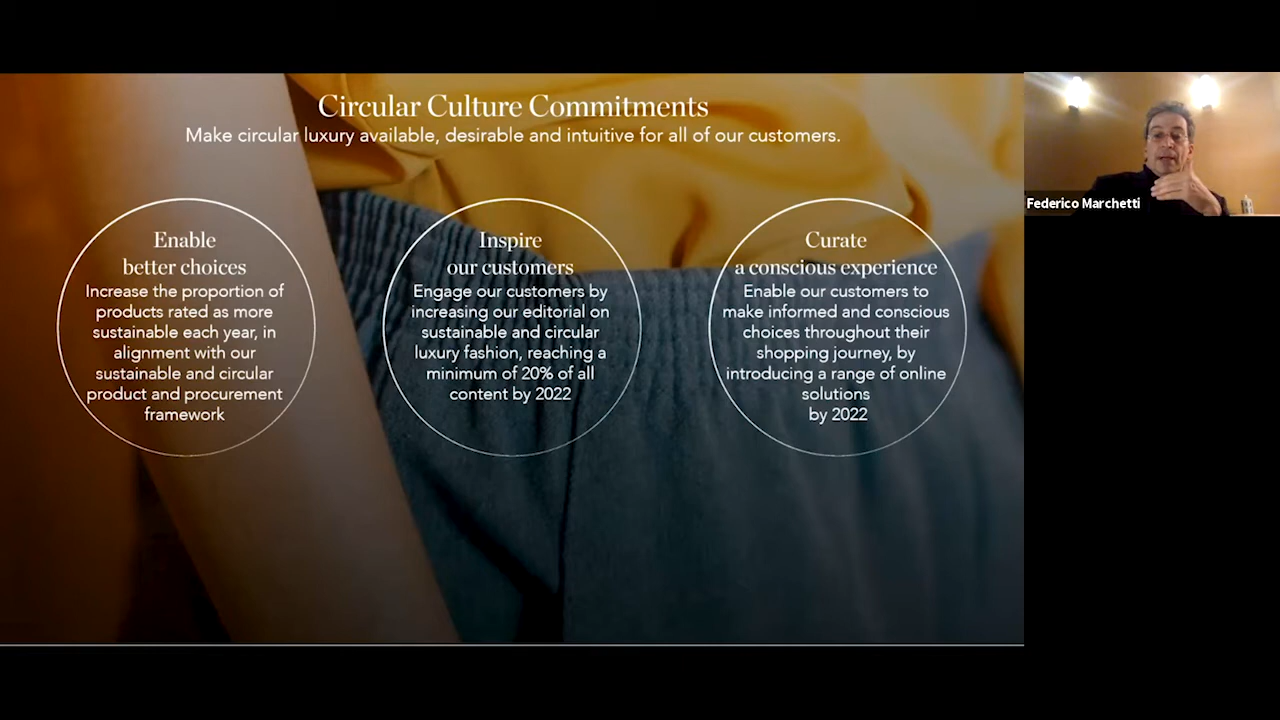 Circular Culture Commitments
Make circular luxury available, desirable and intuitive for all of our customers.
Enable
better choices
Increase the proportion of
products rated as more
sustainable each year, in
alignment with our
sustainable and circular
product and procurement
framework
Inspire
our customers
Engage our customers by
increasing our editorial on
sustainable and circular
luxury fashion, reaching a
minimum of 20% of all
content by 2022
Curate
a conscious experience
Enable our customers to
make informed and conscious
choices throughout their
shopping journey, by
introducing a range of online
solutions
by 2022
Federico Marchetti